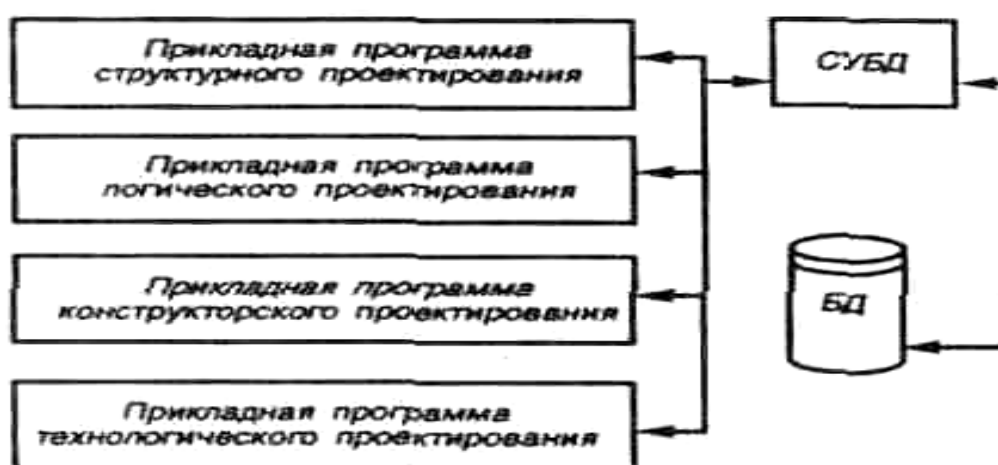 Прикладная программа
структурного проектирования
СУБД
Прикладная программа
логического проектирования
Прикладная программа
конструкторского проектирования
БД
Прикладная программа
технологического проектирования